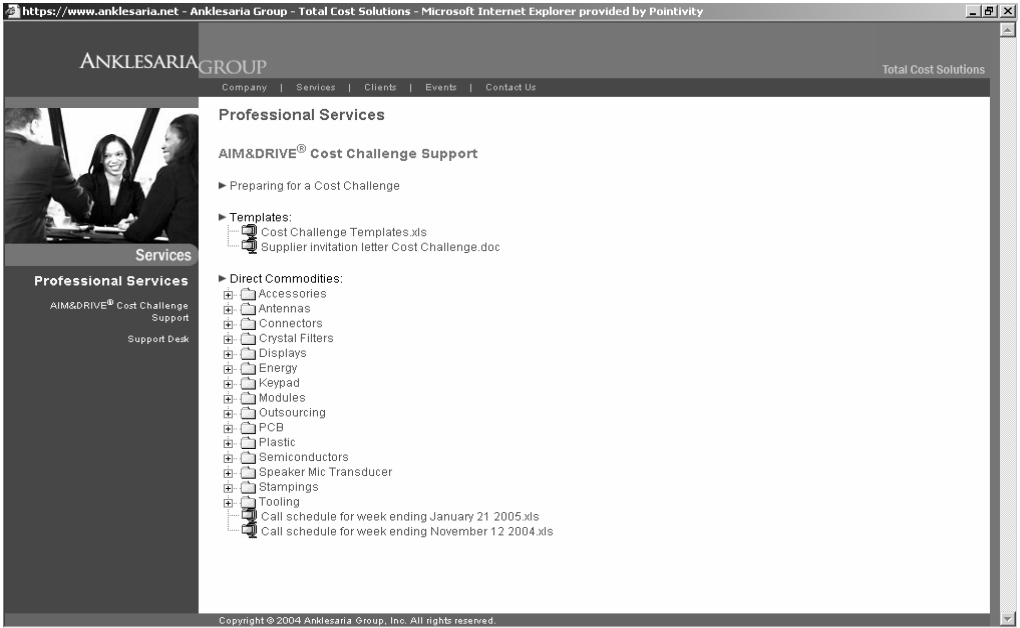 https://www.anklesaria.net - Anklesaria Group - Total Cost Solutions - Microsoft Internet Explorer provided by Pointivity
ANKLESARIA GROUP
Total Cost Solutions
Company | Services | Clients | Events | Contact Us
Services
Professional Services
AIM&DRIVE® Cost Challenge
Support
Support Desk
Professional Services
AIM&DRIVE® Cost Challenge Support
Preparing for a Cost Challenge
Templates:
Cost Challenge Templates.xls
Supplier invitation letter Cost Challenge.doc
Direct Commodities:
Accessories
Antennas
Connectors
Crystal Filters
Displays
Energy
Keypad
Modules
Outsourcing
PCB
Plastic
Semiconductors
Speaker Mic Transducer
Stampings
Tooling
Call schedule for week ending January 21 2005.xls
Call schedule for week ending November 12 2004.xls
Copyright © 2004 Anklesaria Group, Inc. All rights reserved.